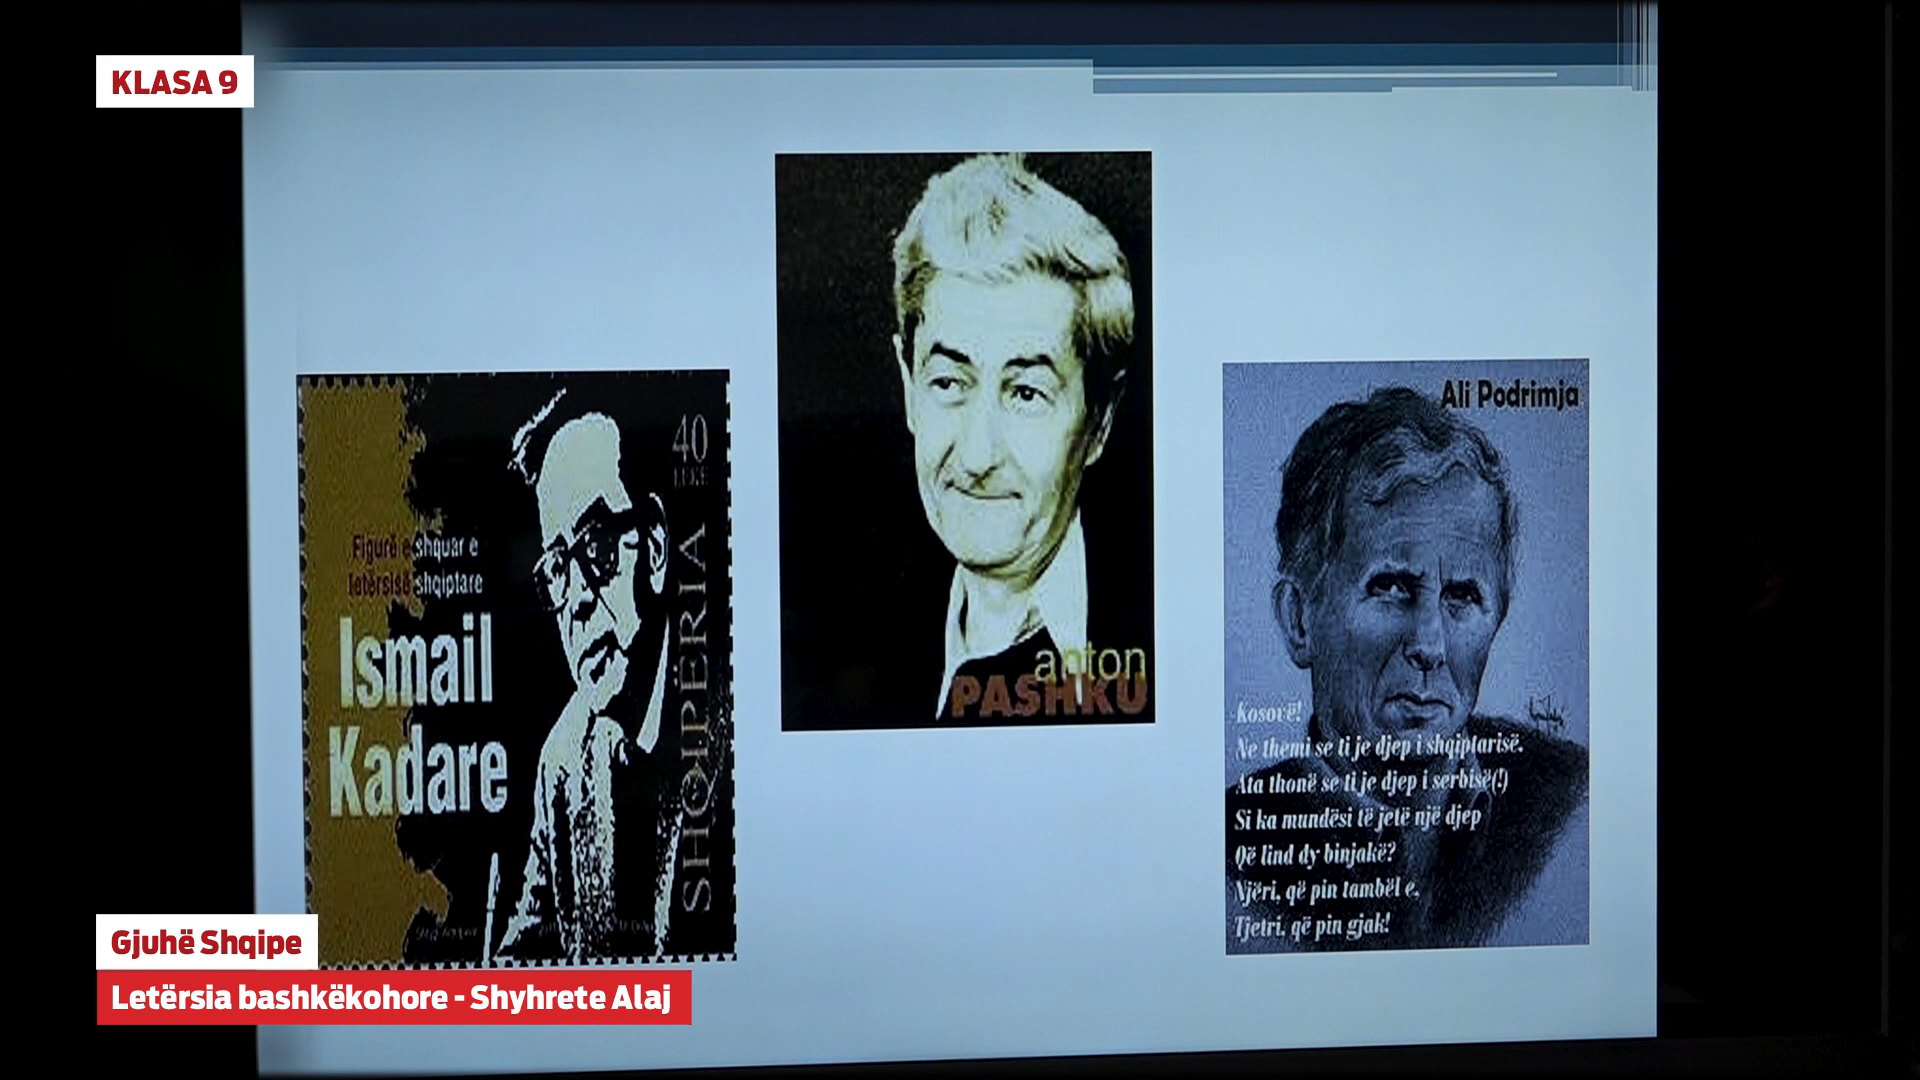 KLASA 9
40
LEKË
Figurë e shquar e
letërsisë shqiptare
Ismail
Kadare
SHQIPËRIA
anton
PASHKU
Ali Podrimja
Kosovë!
Ne themi se ti je djep i shqiptarisë.
Ata thonë se ti je djep i serbisë(!)
Si ka mundësi të jetë një djep
Që lind dy binjakë?
Njëri, që pin tambël e,
Tjetri, që pin gjak!
Gjuhë Shqipe
Letërsia bashkëkohore - Shyhrete Alaj